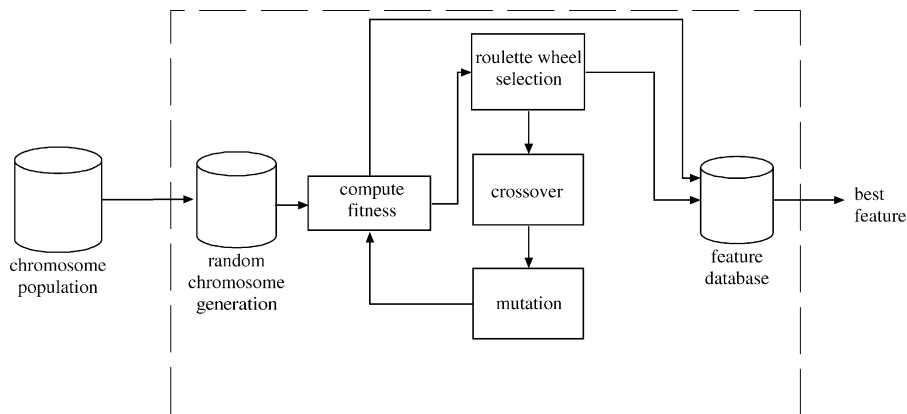 roulette wheel
selection
compute
fitness
crossover
best
feature
chromosome
population
random
chromosome
generation
feature
database
mutation